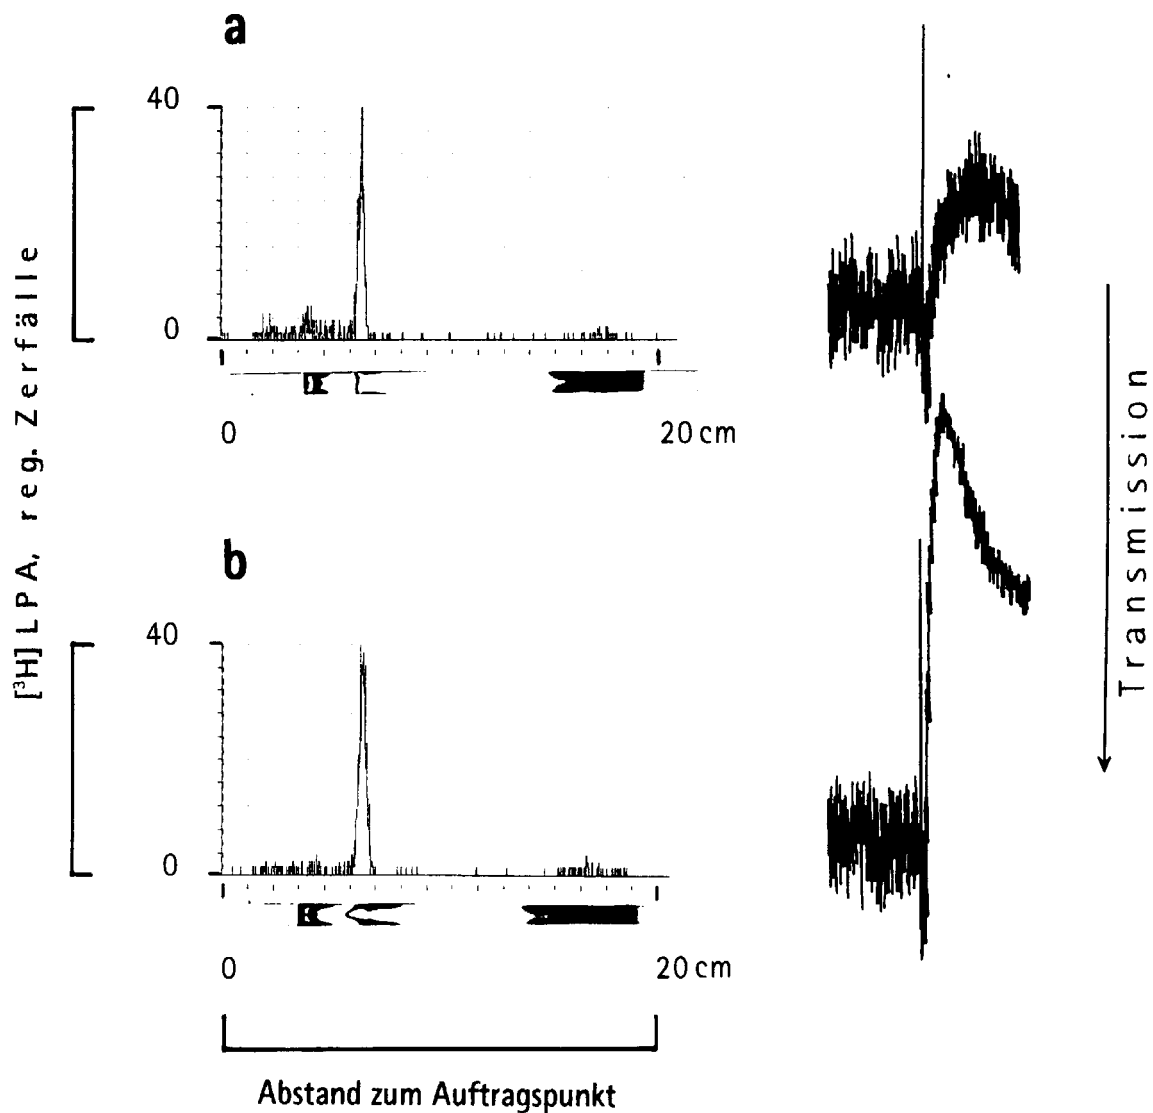 a
40
0
0
20 cm
[³H] LPA, reg. Zerfälle
b
40
0
0
20 cm
Abstand zum Auftragspunkt
Transmission